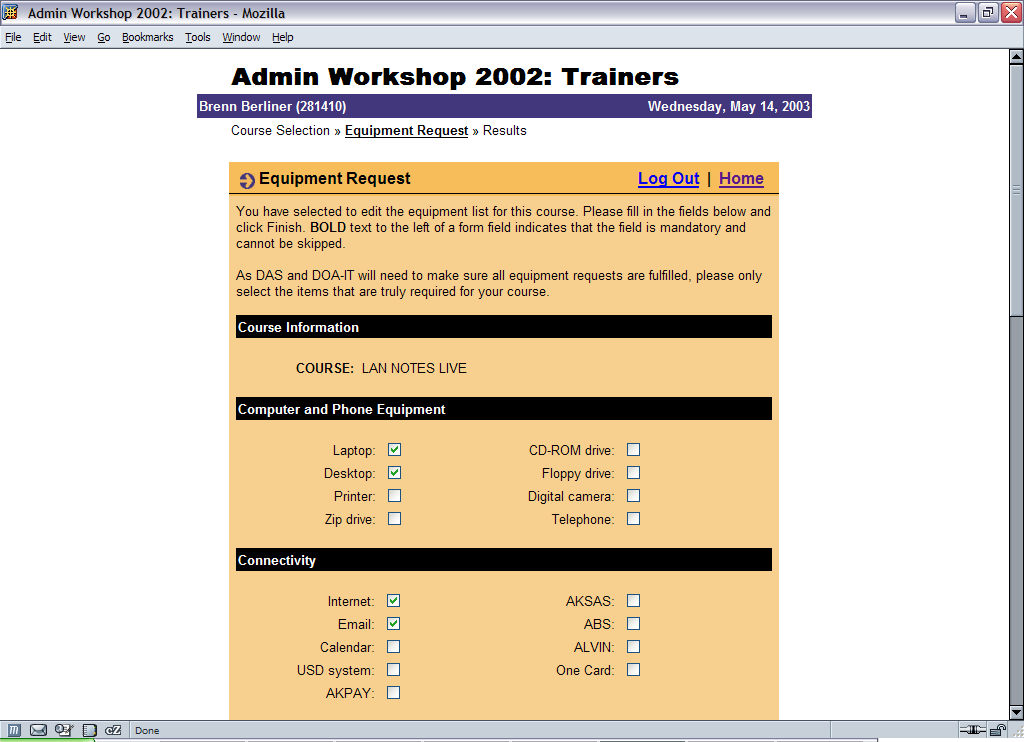 Admin Workshop 2002: Trainers - Mozilla
File Edit View Go Bookmarks Tools Window Help
Admin Workshop 2002: Trainers
Brenn Berliner (281410) Wednesday, May 14, 2003
Course Selection » Equipment Request » Results
Equipment Request Log Out | Home
You have selected to edit the equipment list for this course. Please fill in the fields below and
click Finish. BOLD text to the left of a form field indicates that the field is mandatory and
cannot be skipped.
As DAS and DOA-IT will need to make sure all equipment requests are fulfilled, please only
select the items that are truly required for your course.
Course Information
COURSE: LAN NOTES LIVE
Computer and Phone Equipment
Laptop: CD-ROM drive:
Desktop: Floppy drive:
Printer: Digital camera:
Zip drive: Telephone:
Connectivity
Internet: AKSAS:
Email: ABS:
Calendar: ALVIN:
USD system: One Card:
AKPAY:
cZ Done